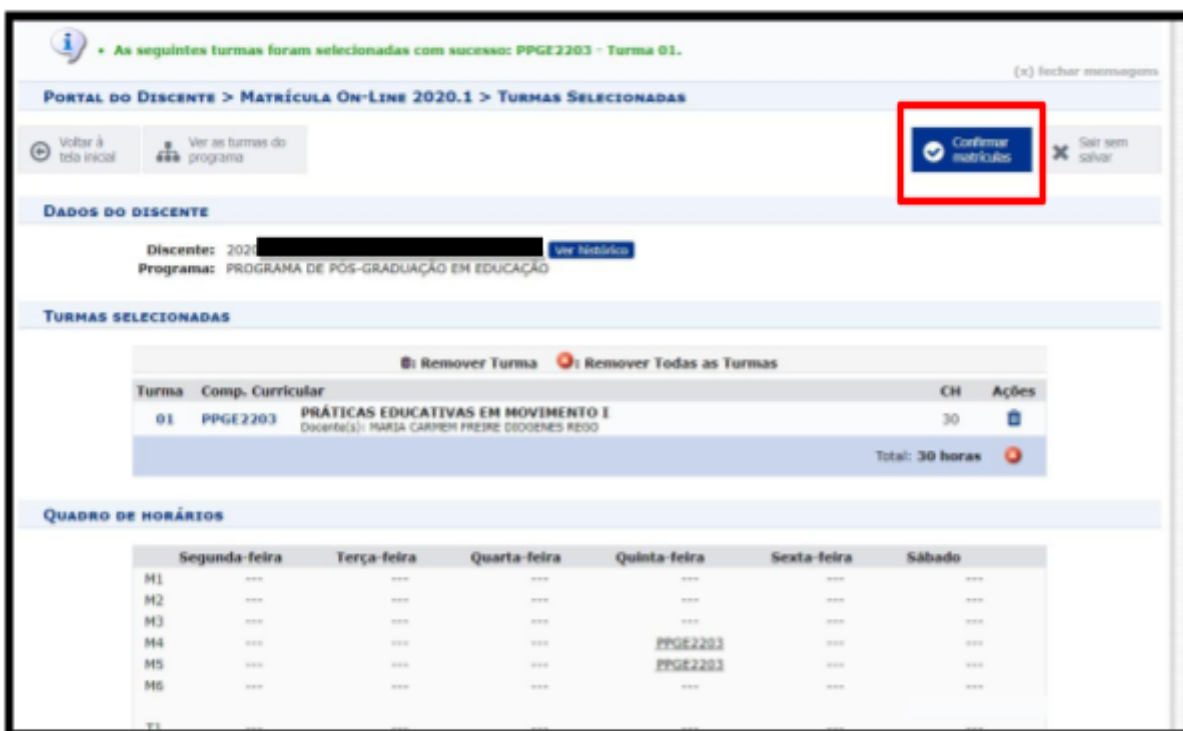 • As seguintes turmas foram selecionadas com sucesso: PPGE2203 - Turma 01.
(x) fechar mensagens
PORTAL DO DISCENTE > MATRÍCULA ON-LINE 2020.1 > TURMAS SELECIONADAS
Voltar à tela inicial
Ver as turmas do programa
Confirmar matrículas
Sair sem salvar
DADOS DO DISCENTE
Discente: 2020 Ver histórico
Programa: PROGRAMA DE PÓS-GRADUAÇÃO EM EDUCAÇÃO
TURMAS SELECIONADAS
: Remover Turma : Remover Todas as Turmas
Turma Comp. Curricular CH Ações
01 PPGE2203 PRÁTICAS EDUCATIVAS EM MOVIMENTO I 30
Docente(s): MARIA CARMEM FREIRE DIOGENES REGO
Total: 30 horas
QUADRO DE HORÁRIOS
Segunda-feira Terça-feira Quarta-feira Quinta-feira Sexta-feira Sábado
M1 --- --- --- --- --- ---
M2 --- --- --- --- --- ---
M3 --- --- --- --- --- ---
M4 --- --- --- PPGE2203 --- ---
M5 --- --- --- PPGE2203 --- ---
M6 --- --- --- --- --- ---
T1 --- --- --- --- --- ---